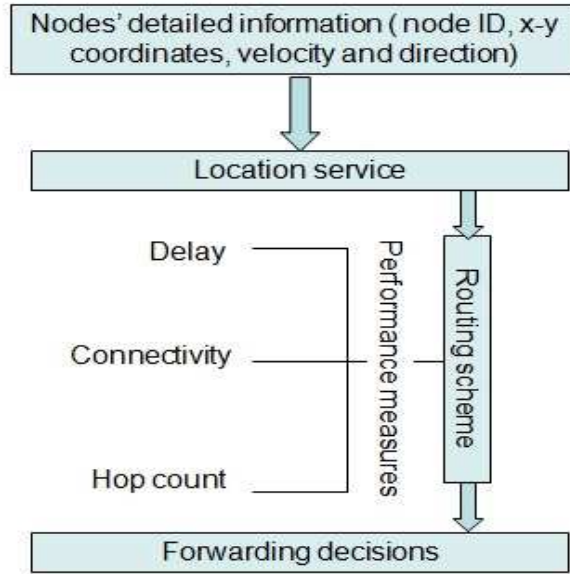 Nodes' detailed information ( node ID, x-y
coordinates, velocity and direction)
Location service
Delay
Connectivity
Hop count
Performance measures
Routing scheme
Forwarding decisions